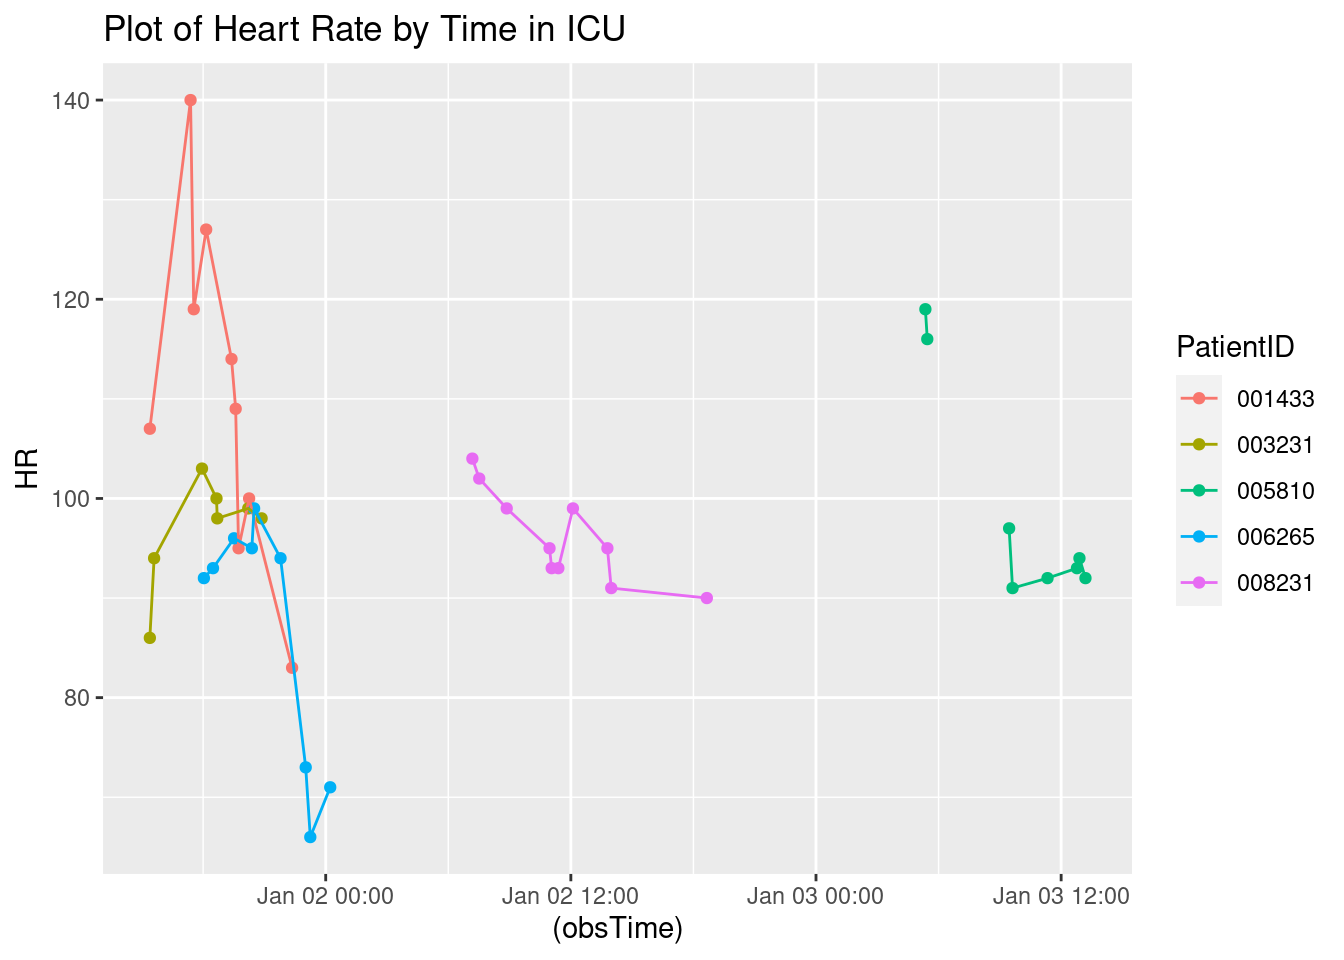 Plot of Heart Rate by Time in ICU
140
120
100
80
HR
Jan 02 00:00
Jan 02 12:00
Jan 03 00:00
Jan 03 12:00
(obsTime)
PatientID
001433
003231
005810
006265
008231